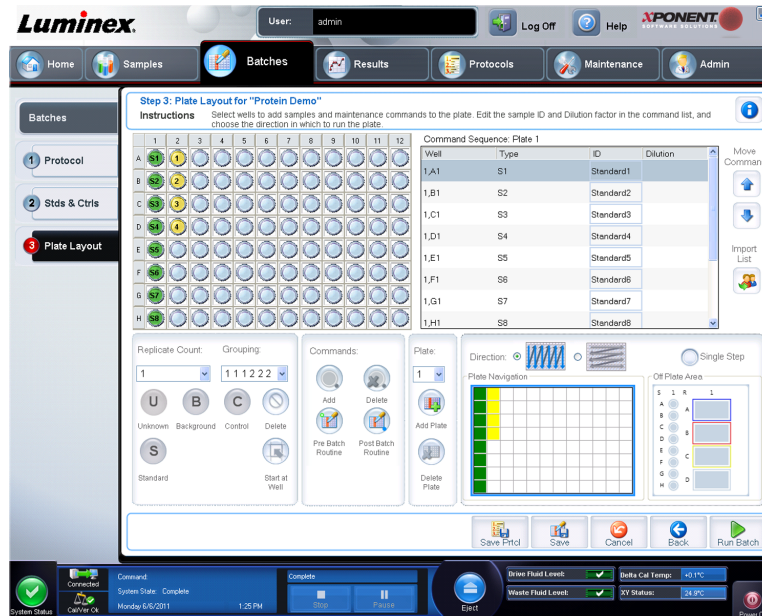 Luminex.
User: admin
Log Off
Help
XPONENT.
SOFTWARE SOLUTIONS
Home
Samples
Batches
Results
Protocols
Maintenance
Admin
Batches
1 Protocol
2 Stds & Ctrls
3 Plate Layout
Step 3: Plate Layout for "Protein Demo"
Instructions Select wells to add samples and maintenance commands to the plate. Edit the sample ID and Dilution factor in the command list, and
choose the direction in which to run the plate.
1 2 3 4 5 6 7 8 9 10 11 12
A S1 1
B S2 2
C S3 3
D S4 4
E S5
F S6
G S7
H S8
Command Sequence: Plate 1
Well Type ID Dilution
1,A1 S1 Standard1
1,B1 S2 Standard2
1,C1 S3 Standard3
1,D1 S4 Standard4
1,E1 S5 Standard5
1,F1 S6 Standard6
1,G1 S7 Standard7
1,H1 S8 Standard8
Move
Comman
Import
List
Replicate Count: Grouping:
1 1 1 1 2 2 2
U B C
Unknown Background Control Delete
S
Standard Start at
Well
Commands:
Add Delete
Pre Batch
Routine
Post Batch
Routine
Plate:
1
Add Plate
Delete
Plate
Direction:
Single Step
Plate Navigation
Off Plate Area
S 1 R 1
A
B
C
D
E
F
G
H
A
B
C
D
Save Prtcl
Save
Cancel
Back
Run Batch
System Status
Connected
Cal/Ver Ok
Command:
System State: Complete
Monday 6/6/2011 1:25 PM
Complete
Stop
Pause
Eject
Drive Fluid Level:
Waste Fluid Level:
Delta Cal Temp: +0.1°C
XY Status: 24.9°C